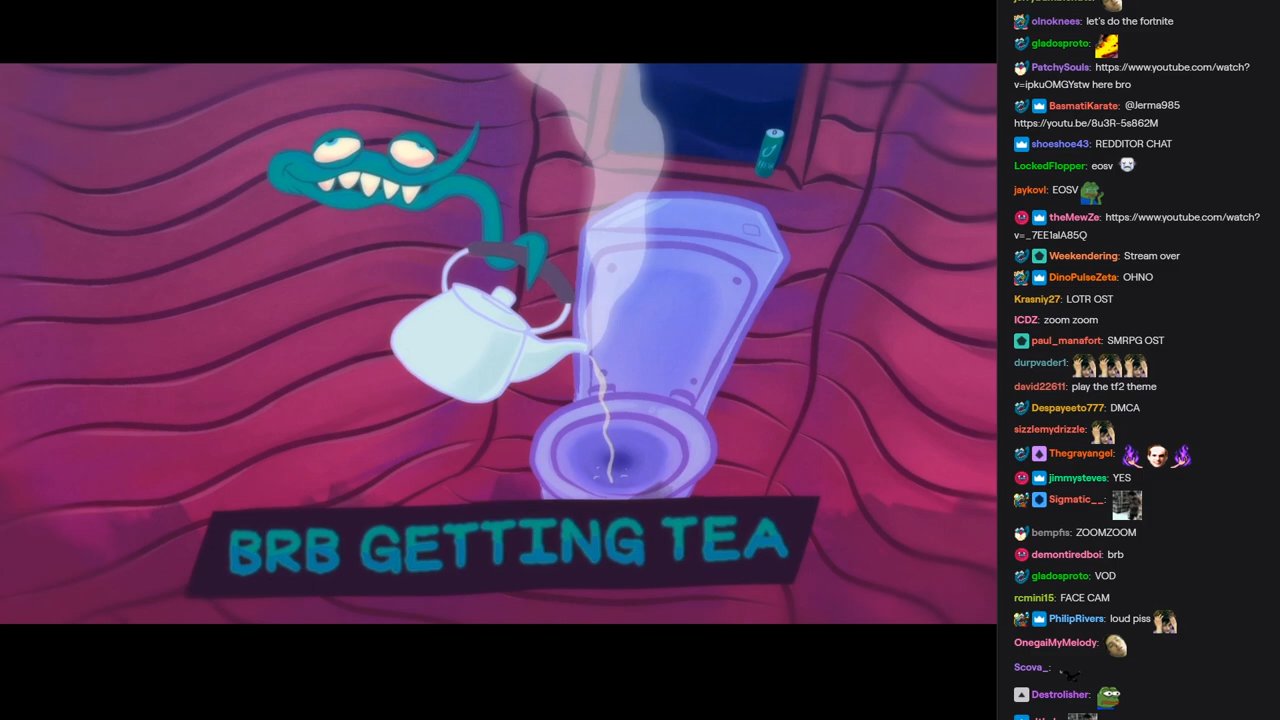 BRB GETTING TEA
olnoknees: let's do the fortnite
gladosproto:
PatchySouls: https://www.youtube.com/watch?
v=ipkuOMGYstw here bro
BasmatiKarate: @Jerma985
https://youtu.be/8u3R-5s862M
shoeshoe43: REDDITOR CHAT
LockedFlopper: eosv
jaykovl: EOSV
theMewZe: https://www.youtube.com/watch?
v=_7EE1alA85Q
Weekendering: Stream over
DinoPulseZeta: OHNO
Krasniy27: LOTR OST
ICDZ: zoom zoom
paul_manafort: SMRPG OST
durpvader1:
david22611: play the tf2 theme
Despayeeto777: DMCA
sizzlemydrizzle:
Thegrayangel:
jimmysteves: YES
Sigmatic__:
bempfis: ZOOMZOOM
demontiredboi: brb
gladosproto: VOD
rcmini15: FACE CAM
PhilipRivers: loud piss
OnegaiMyMelody:
Scova_:
Destrolisher: